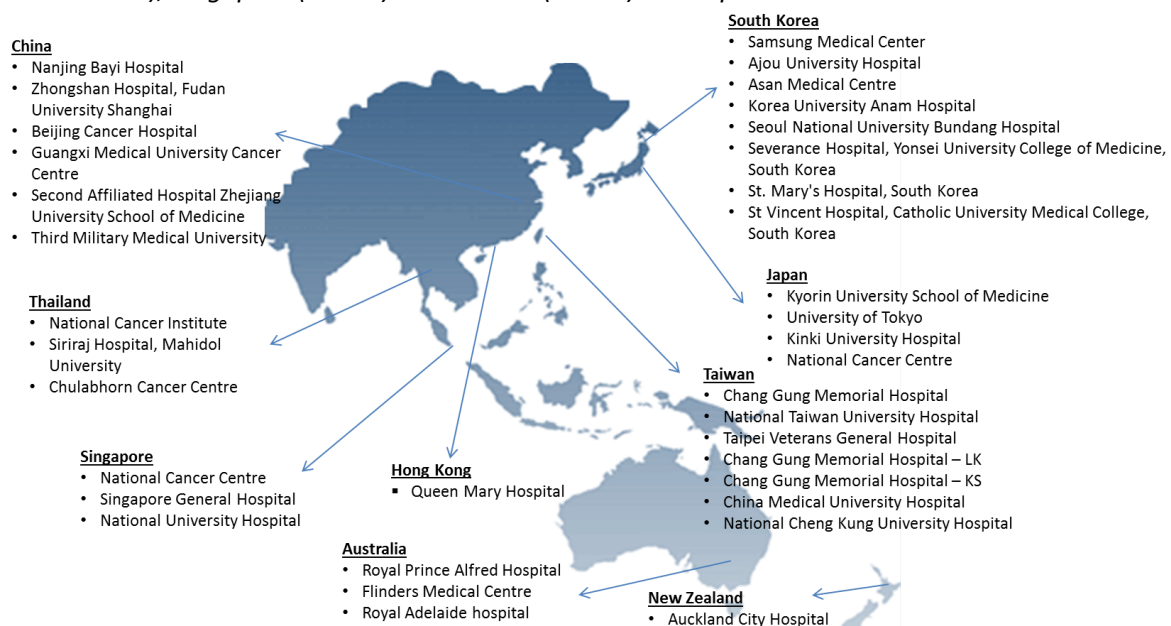 China
• Nanjing Bayi Hospital
• Zhongshan Hospital, Fudan
University Shanghai
• Beijing Cancer Hospital
• Guangxi Medical University Cancer
Centre
• Second Affiliated Hospital Zhejiang
University School of Medicine
• Third Military Medical University
South Korea
• Samsung Medical Center
• Ajou University Hospital
• Asan Medical Centre
• Korea University Anam Hospital
• Seoul National University Bundang Hospital
• Severance Hospital, Yonsei University College of Medicine,
South Korea
• St. Mary's Hospital, South Korea
• St Vincent Hospital, Catholic University Medical College,
South Korea
Japan
• Kyorin University School of Medicine
• University of Tokyo
• Kinki University Hospital
• National Cancer Centre
Thailand
• National Cancer Institute
• Siriraj Hospital, Mahidol
University
• Chulabhorn Cancer Centre
Taiwan
• Chang Gung Memorial Hospital
• National Taiwan University Hospital
• Taipei Veterans General Hospital
• Chang Gung Memorial Hospital – LK
• Chang Gung Memorial Hospital – KS
• China Medical University Hospital
• National Cheng Kung University Hospital
Singapore
• National Cancer Centre
• Singapore General Hospital
• National University Hospital
Hong Kong
▪ Queen Mary Hospital
Australia
• Royal Prince Alfred Hospital
• Flinders Medical Centre
• Royal Adelaide hospital
New Zealand
• Auckland City Hospital